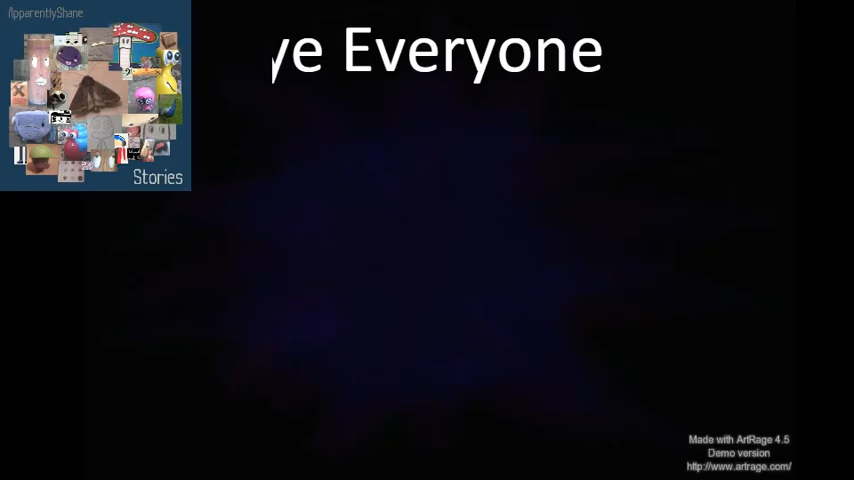 ApparentlyShane
ye Everyone
Stories
Made with ArtRage 4.5
Demo version
http://www.artrage.com/